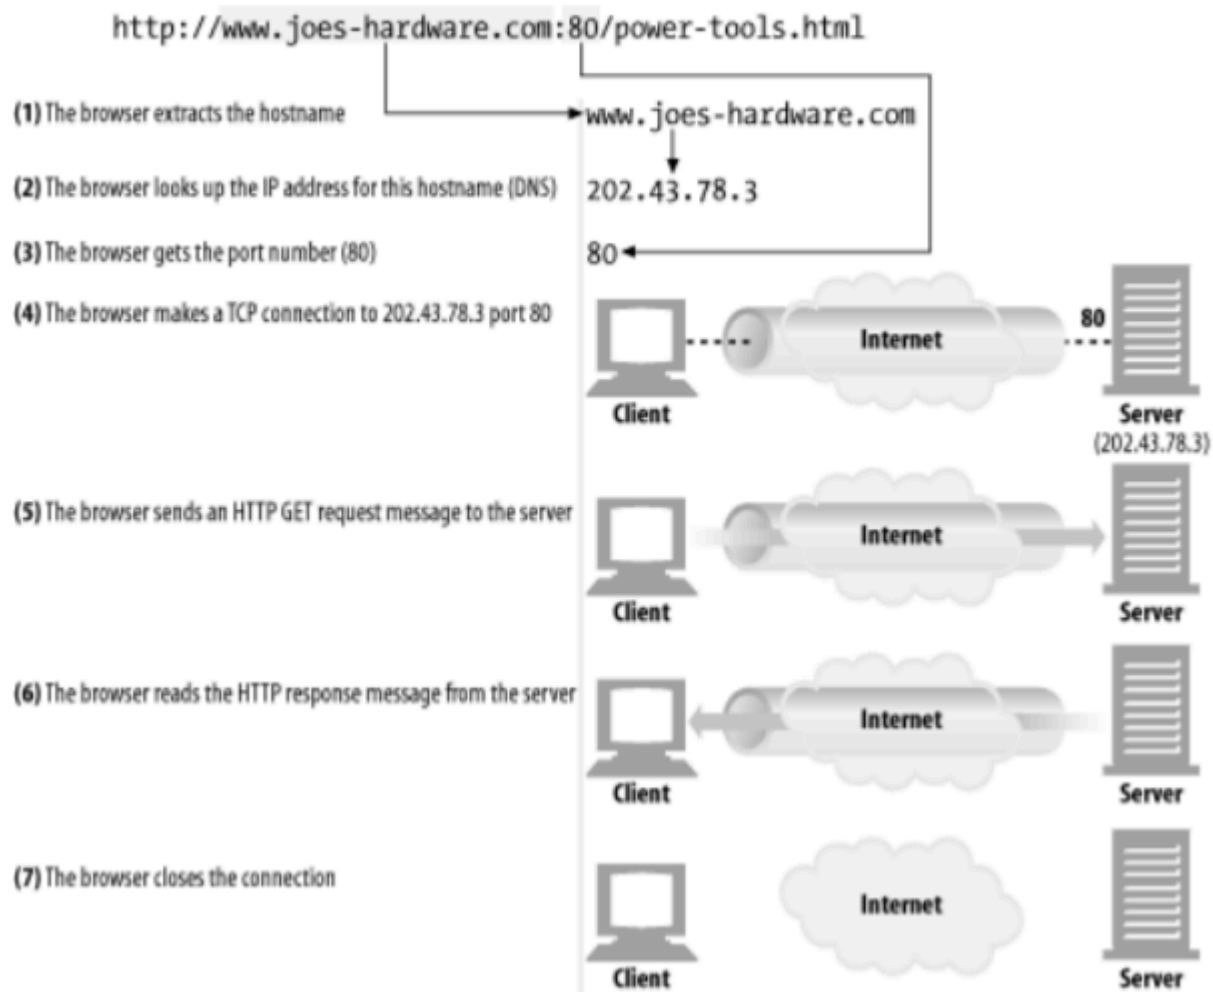 http://www.joes-hardware.com:80/power-tools.html
(1) The browser extracts the hostname
www.joes-hardware.com
(2) The browser looks up the IP address for this hostname (DNS)
202.43.78.3
(3) The browser gets the port number (80)
80
(4) The browser makes a TCP connection to 202.43.78.3 port 80
Internet
80
Client
Server
(202.43.78.3)
(5) The browser sends an HTTP GET request message to the server
Internet
Client
Server
(6) The browser reads the HTTP response message from the server
Internet
Client
Server
(7) The browser closes the connection
Internet
Client
Server